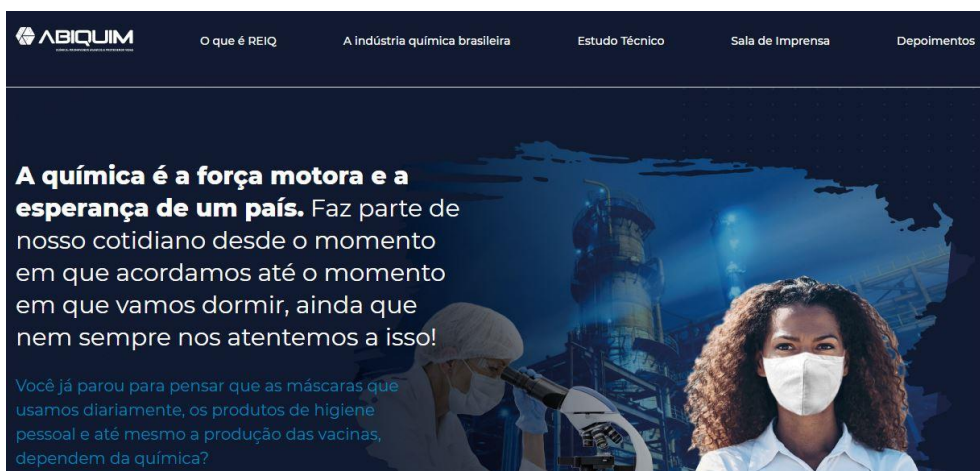 ABIQUIM
O que é REIQ
A indústria química brasileira
Estudo Técnico
Sala de Imprensa
Depoimentos
A química é a força motora e a
esperança de um país. Faz parte de
nosso cotidiano desde o momento
em que acordamos até o momento
em que vamos dormir, ainda que
nem sempre nos atentemos a isso!
Você já parou para pensar que as máscaras que
usamos diariamente, os produtos de higiene
pessoal e até mesmo a produção das vacinas,
dependem da química?